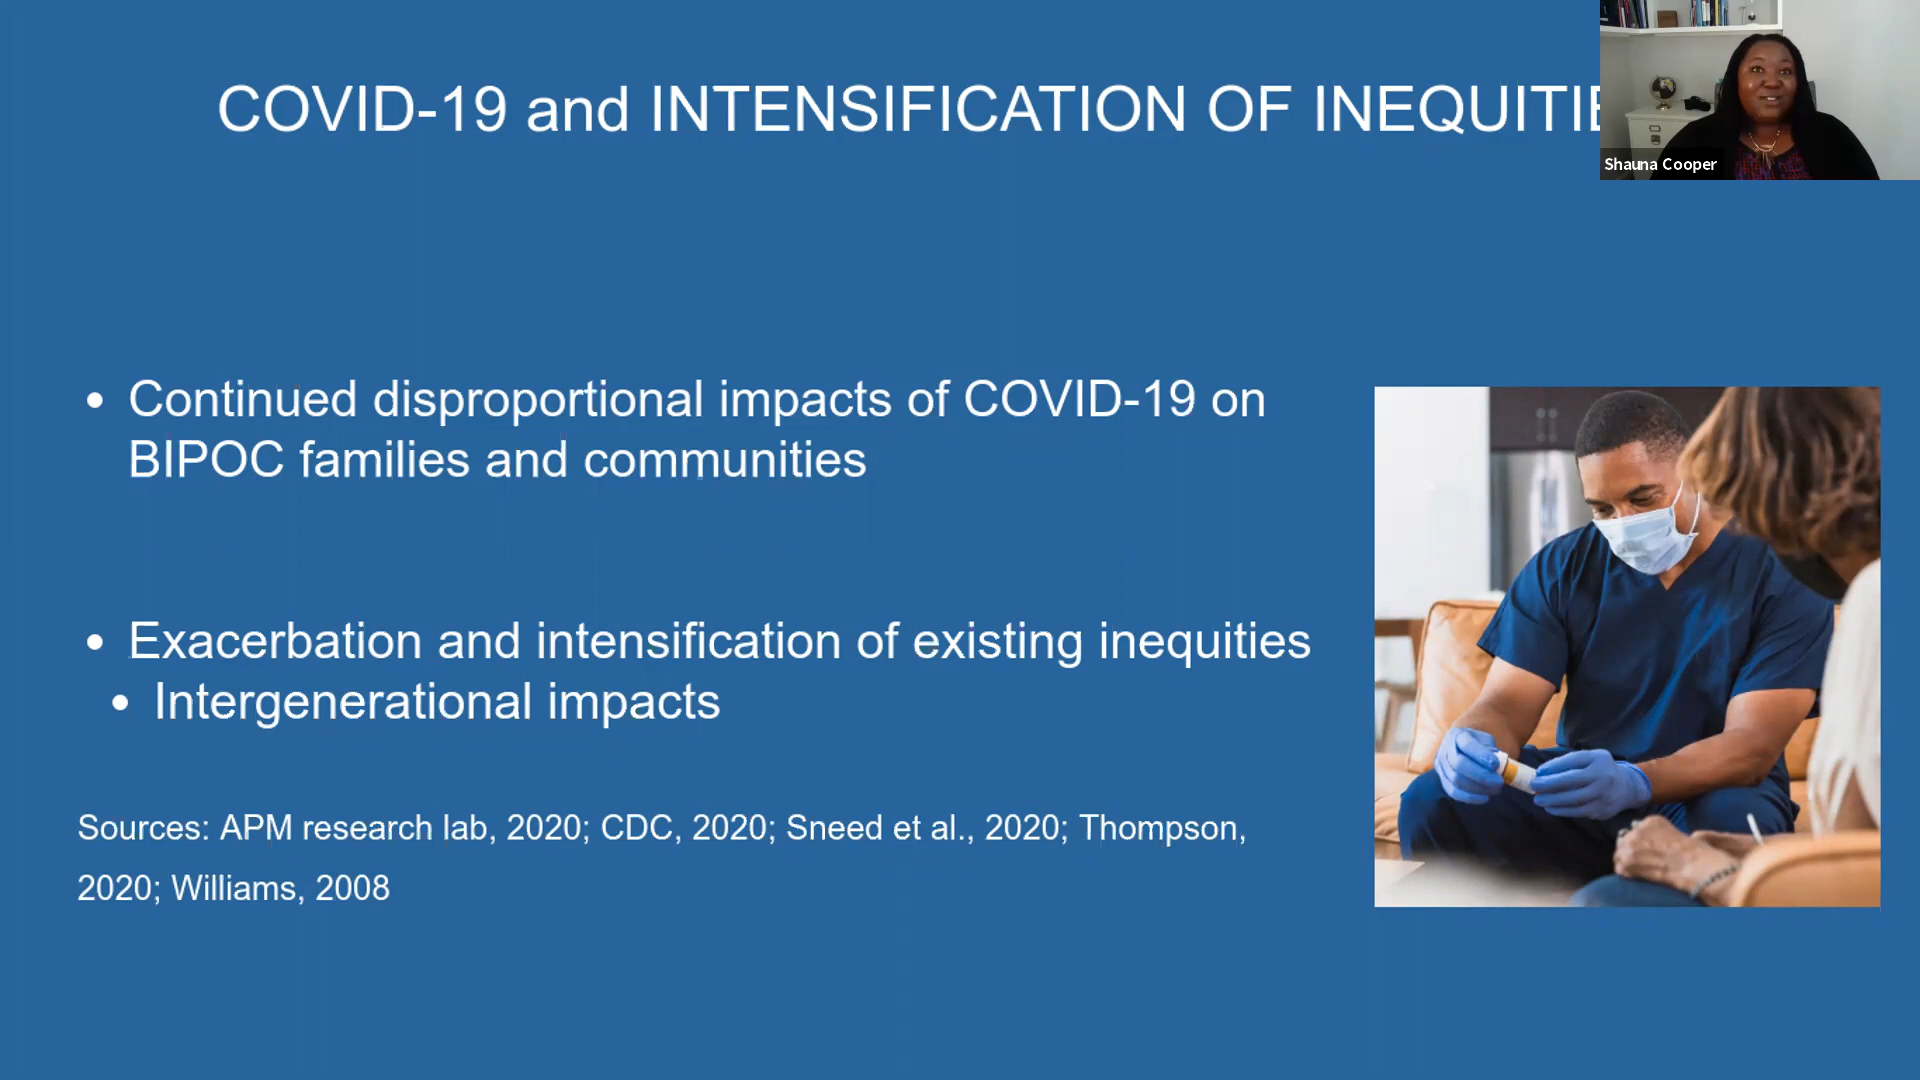 COVID-19 and INTENSIFICATION OF INEQUITIE
Shauna Cooper
• Continued disproportional impacts of COVID-19 on
BIPOC families and communities
• Exacerbation and intensification of existing inequities
• Intergenerational impacts
Sources: APM research lab, 2020; CDC, 2020; Sneed et al., 2020; Thompson,
2020; Williams, 2008